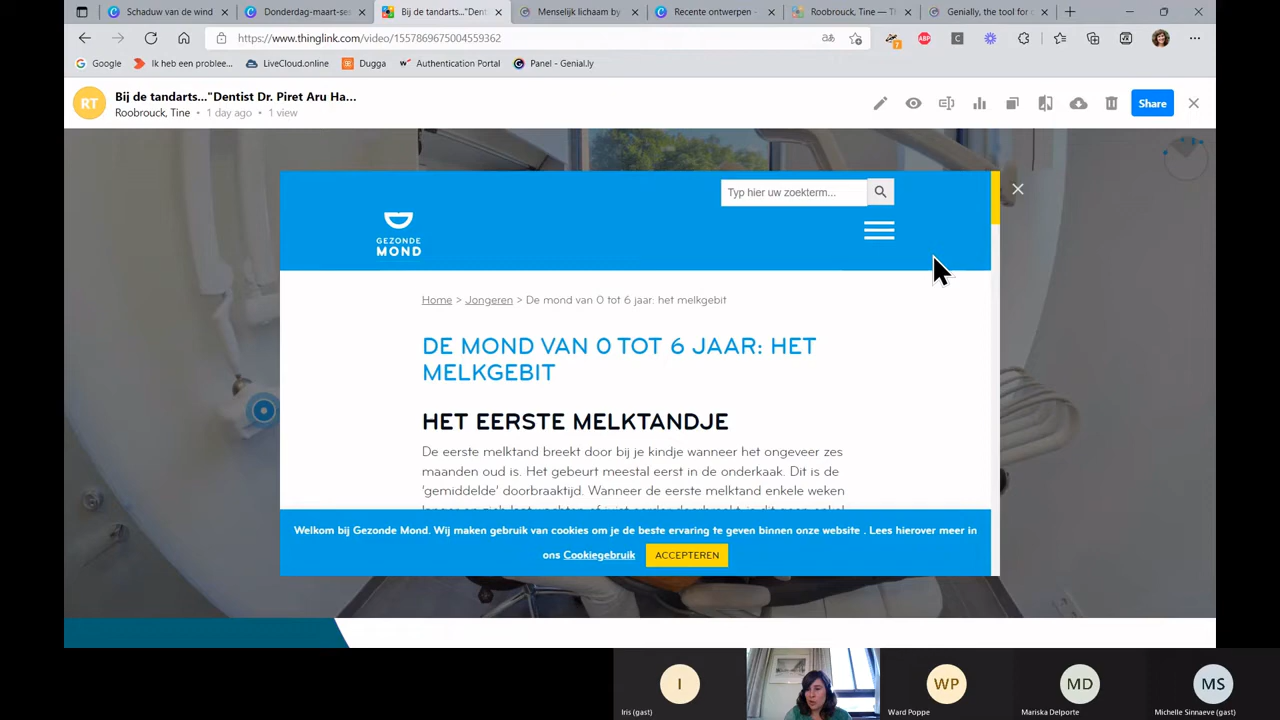 Schaduw van de wind
Donderdag-maart-ses
Bij de tandarts..."Denti
Menselijk lichaam by
Recente ontwerpen -
Roobrouck, Tine — Th
Genially, the tool for c
https://www.thinglink.com/video/1557869675004559362
Google
Ik heb een problee...
LiveCloud.online
Dugga
Authentication Portal
Panel - Genial.ly
RT
Bij de tandarts..."Dentist Dr. Piret Aru Ha...
Roobrouck, Tine • 1 day ago • 1 view
Share
Typ hier uw zoekterm...
GEZONDE
MOND
Home > Jongeren > De mond van 0 tot 6 jaar: het melkgebit
DE MOND VAN 0 TOT 6 JAAR: HET
MELKGEBIT
HET EERSTE MELKTANDJE
De eerste melktand breekt door bij je kindje wanneer het ongeveer zes
maanden oud is. Het gebeurt meestal eerst in de onderkaak. Dit is de
'gemiddelde' doorbraaktijd. Wanneer de eerste melktand enkele weken
Welkom bij Gezonde Mond. Wij maken gebruik van cookies om je de beste ervaring te geven binnen onze website . Lees hierover meer in
ons Cookiegebruik ACCEPTEREN
I
WP
MD
MS
Iris (gast)
Ward Poppe
Mariska Delporte
Michelle Sinnaeve (gast)